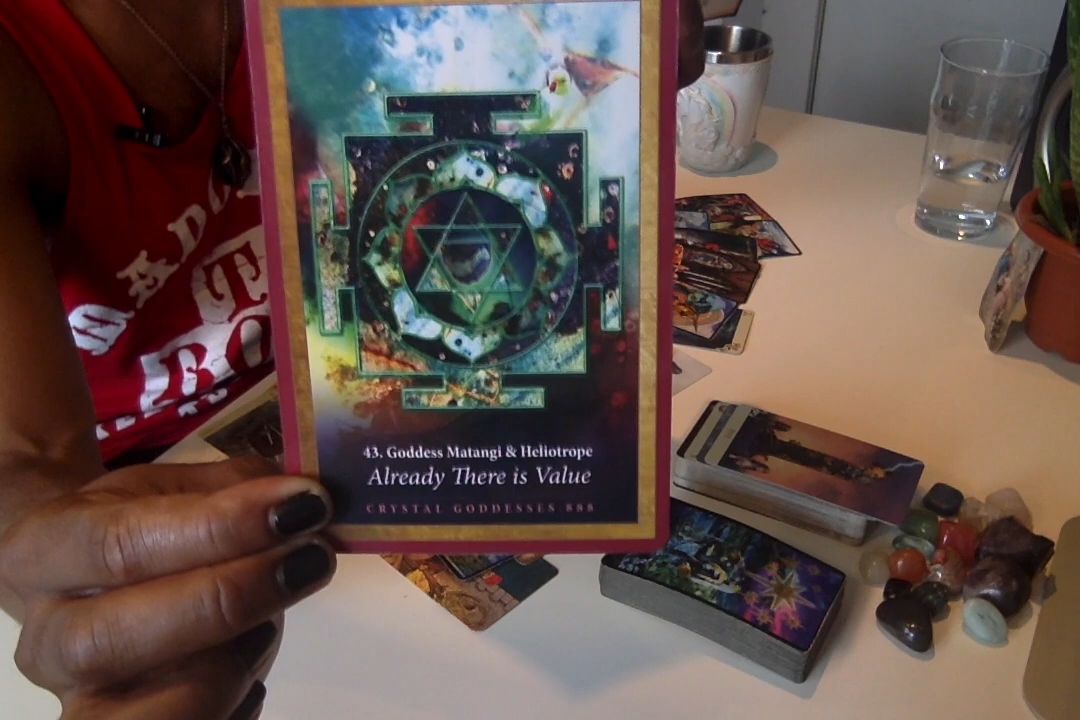 43. Goddess Matangi & Heliotrope
Already There is Value
CRYSTAL GODDESSES 888